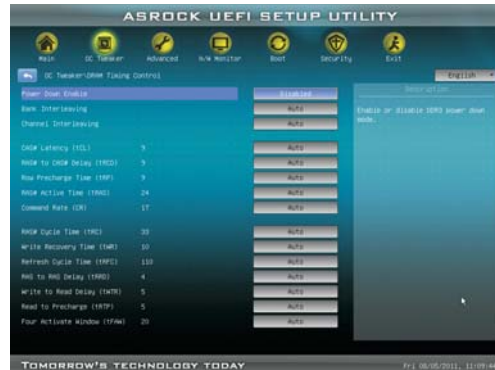 ASROCK UEFI SETUP UTILITY
Main OC Tweaker Advanced H/W Monitor Boot Security Exit
OC Tweaker\DRAM Timing Control
English
Power Down Enable Disabled
Description
Bank Interleaving Auto
Enable or disable DDR3 power down mode.
Channel Interleaving Auto
CAS# Latency (tCL) 9 Auto
RAS# to CAS# Delay (tRCD) 9 Auto
Row Precharge Time (tRP) 9 Auto
RAS# Active Time (tRAS) 24 Auto
Command Rate (CR) 1T Auto
RAS# Cycle Time (tRC) 33 Auto
Write Recovery Time (tWR) 10 Auto
Refresh Cycle Time (tRFC) 110 Auto
RAS to RAS Delay (tRRD) 4 Auto
Write to Read Delay (tWTR) 5 Auto
Read to Precharge (tRTP) 5 Auto
Four Activate Window (tFAW) 20 Auto
TOMORROW'S TECHNOLOGY TODAY
Fri 08/05/2011, 11:09:44